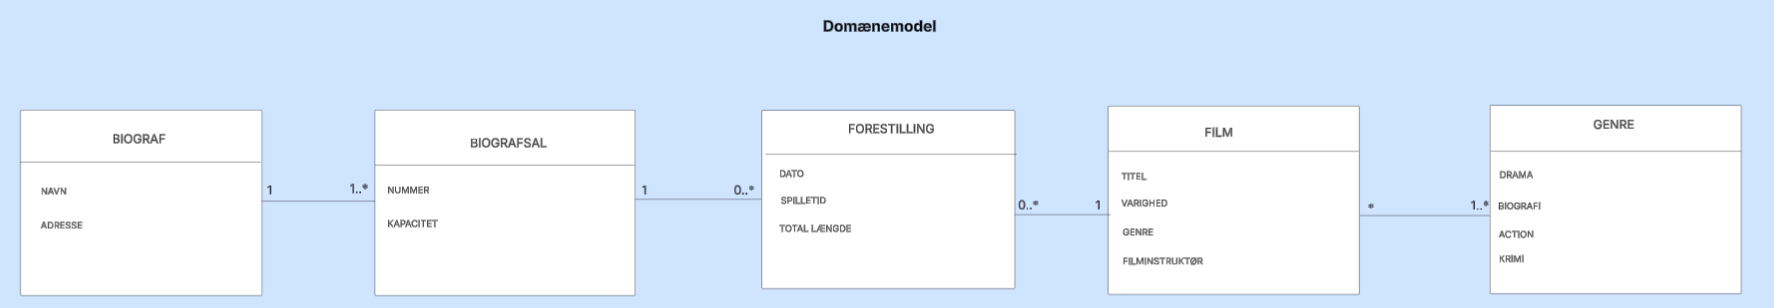 Domænemodel
BIOGRAF
NAVN
ADRESSE
1
1..*
BIOGRAFSAL
NUMMER
KAPACITET
1
0..*
FORESTILLING
DATO
SPILLETID
TOTAL LÆNGDE
0..*
1
FILM
TITEL
VARIGHED
GENRE
FILMINSTRUKTØR
*
1..*
GENRE
DRAMA
BIOGRAFI
ACTION
KRIMI